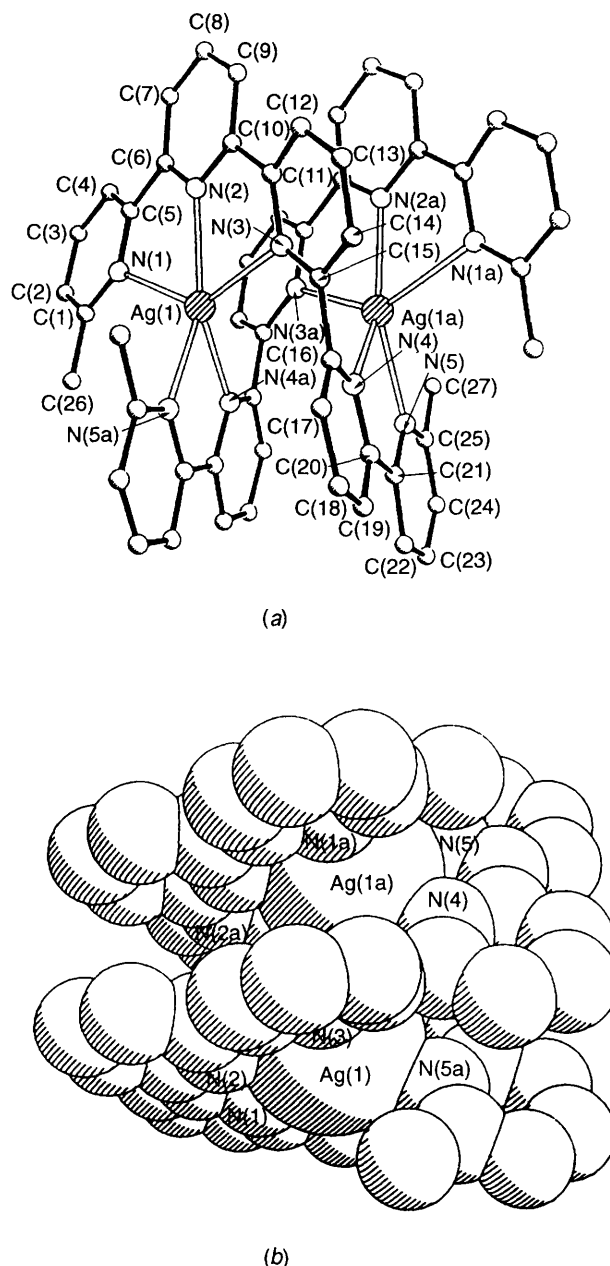 C(8)
C(9)
C(7)
C(12)
C(10)
C(6)
C(13)
C(4)
C(11)
N(2)
N(2a)
C(5)
C(3)
N(3)
C(14)
N(1)
C(15)
N(1a)
C(2)
C(1)
Ag(1)
N(3a)
Ag(1a)
C(16)
N(4)
N(5)
C(26)
N(4a)
C(27)
N(5a)
C(17)
C(25)
C(20)
C(21)
C(18)
C(24)
C(19)
C(22)
C(23)
(a)
N(1a)
N(5)
Ag(1a)
N(4)
N(2a)
N(3)
Ag(1)
N(5a)
N(2)
N(1)
(b)